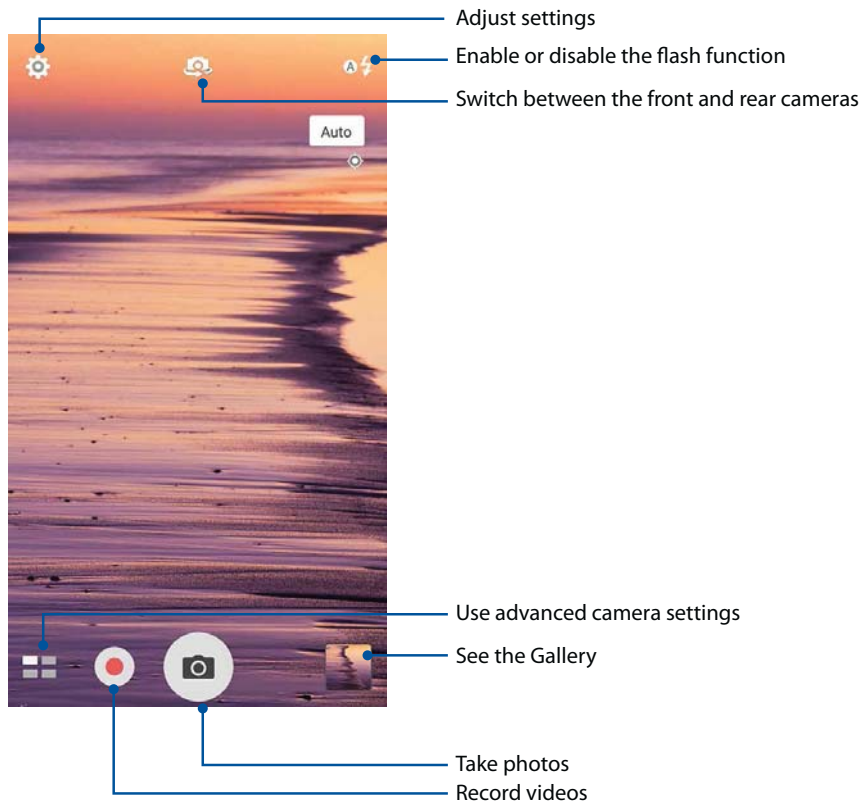 Adjust settings
Enable or disable the flash function
Switch between the front and rear cameras
A
Auto
Use advanced camera settings
See the Gallery
Take photos
Record videos